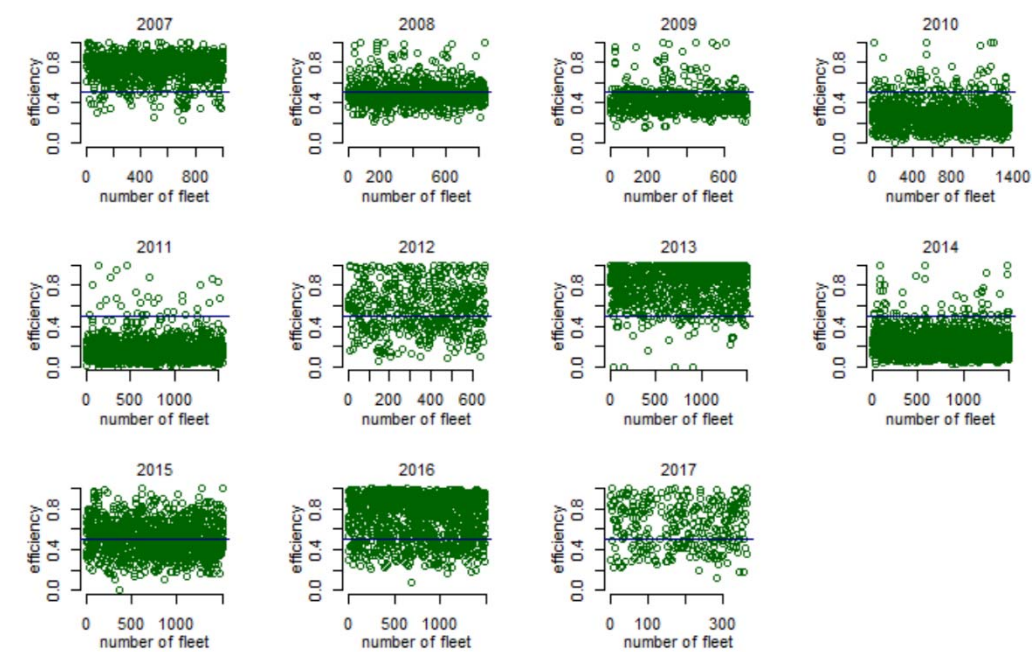 2007
efficiency
0.0 0.4 0.8
0 400 800
number of fleet
2008
efficiency
0.0 0.4 0.8
0 200 600
number of fleet
2009
efficiency
0.0 0.4 0.8
0 200 600
number of fleet
2010
efficiency
0.0 0.4 0.8
0 400 800 1400
number of fleet
2011
efficiency
0.0 0.4 0.8
0 500 1000
number of fleet
2012
efficiency
0.0 0.4 0.8
0 200 400 600
number of fleet
2013
efficiency
0.0 0.4 0.8
0 500 1000
number of fleet
2014
efficiency
0.0 0.4 0.8
0 500 1000
number of fleet
2015
efficiency
0.0 0.4 0.8
0 500 1000
number of fleet
2016
efficiency
0.0 0.4 0.8
0 500 1000
number of fleet
2017
efficiency
0.0 0.4 0.8
0 100 300
number of fleet